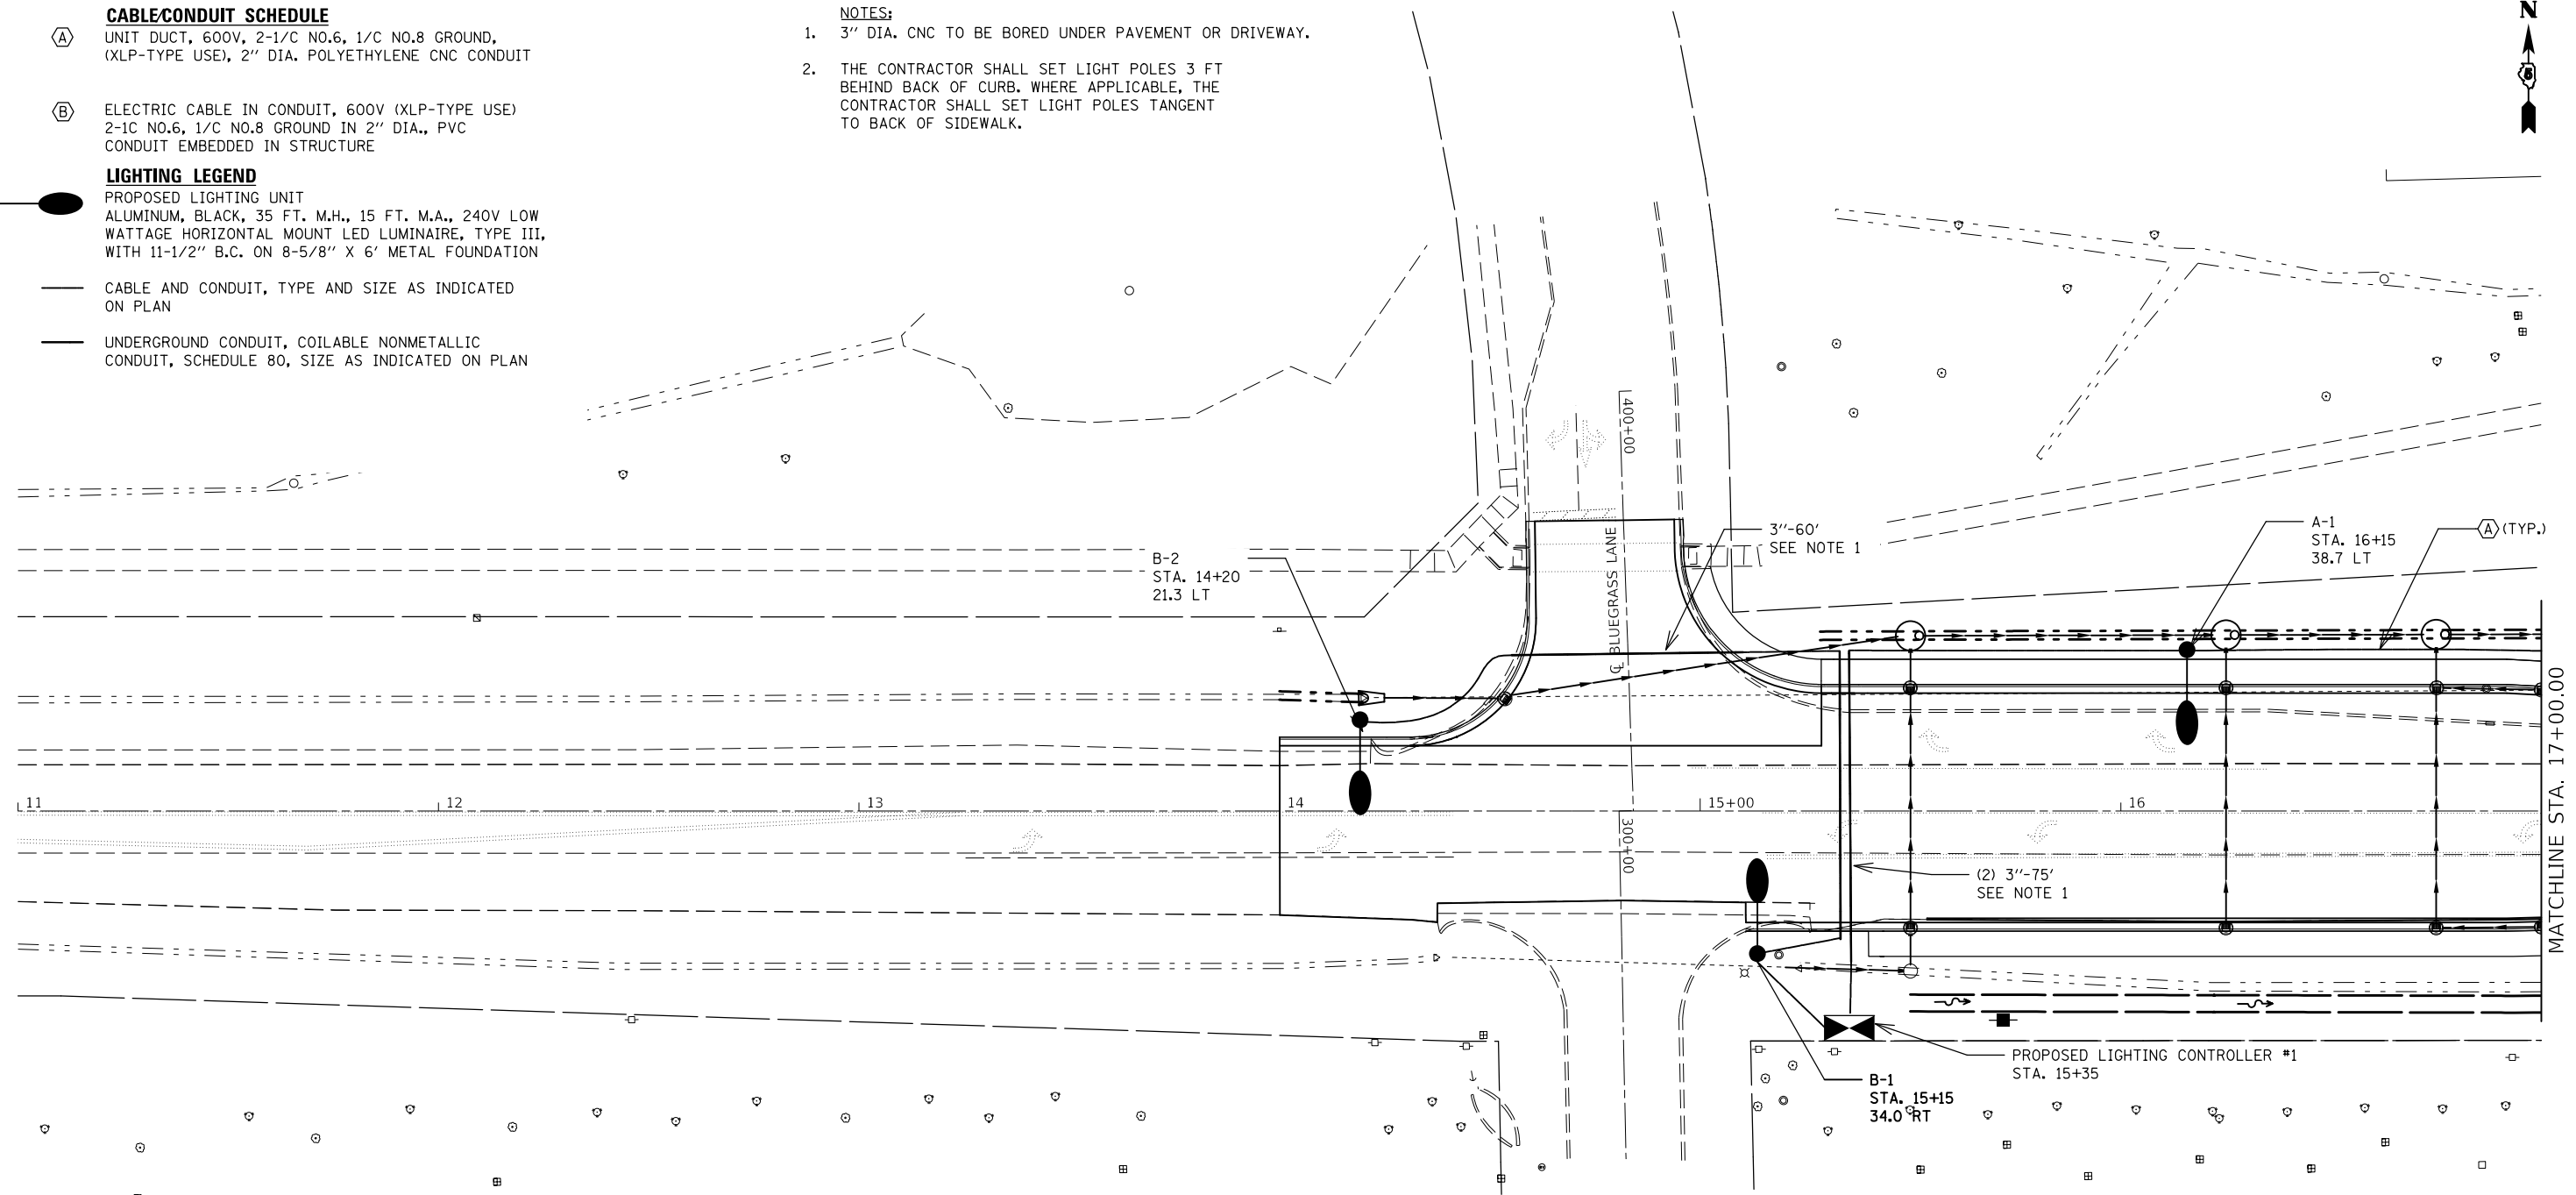 CABLE/CONDUIT SCHEDULE
A
UNIT DUCT, 600V, 2-1/C NO.6, 1/C NO.8 GROUND,
(XLP-TYPE USE), 2" DIA. POLYETHYLENE CNC CONDUIT
B
ELECTRIC CABLE IN CONDUIT, 600V (XLP-TYPE USE)
2-1C NO.6, 1/C NO.8 GROUND IN 2" DIA., PVC
CONDUIT EMBEDDED IN STRUCTURE
LIGHTING LEGEND
PROPOSED LIGHTING UNIT
ALUMINUM, BLACK, 35 FT. M.H., 15 FT. M.A., 240V LOW
WATTAGE HORIZONTAL MOUNT LED LUMINAIRE, TYPE III,
WITH 11-1/2" B.C. ON 8-5/8" X 6' METAL FOUNDATION
CABLE AND CONDUIT, TYPE AND SIZE AS INDICATED
ON PLAN
UNDERGROUND CONDUIT, COILABLE NONMETALLIC
CONDUIT, SCHEDULE 80, SIZE AS INDICATED ON PLAN
NOTES:
1. 3" DIA. CNC TO BE BORED UNDER PAVEMENT OR DRIVEWAY.
2. THE CONTRACTOR SHALL SET LIGHT POLES 3 FT
BEHIND BACK OF CURB. WHERE APPLICABLE, THE
CONTRACTOR SHALL SET LIGHT POLES TANGENT
TO BACK OF SIDEWALK.
N
5
400+00
℄ BLUEGRASS LANE
3"-60'
SEE NOTE 1
A-1
STA. 16+15
38.7 LT
A (TYP.)
B-2
STA. 14+20
21.3 LT
11
12
13
14
15+00
16
300+00
(2) 3"-75'
SEE NOTE 1
MATCHLINE STA. 17+00.00
PROPOSED LIGHTING CONTROLLER #1
STA. 15+35
B-1
STA. 15+15
34.0 RT